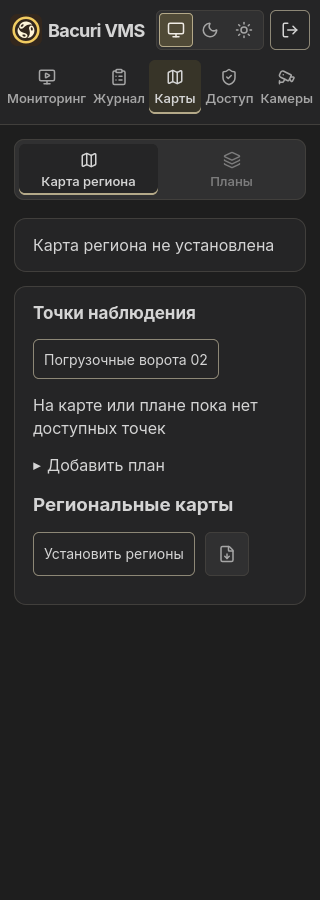 Bacuri VMS
Мониторинг Журнал Карты Доступ Камеры
Карта региона Планы
Карта региона не установлена
Точки наблюдения
Погрузочные ворота 02
На карте или плане пока нет
доступных точек
Добавить план
Региональные карты
Установить регионы